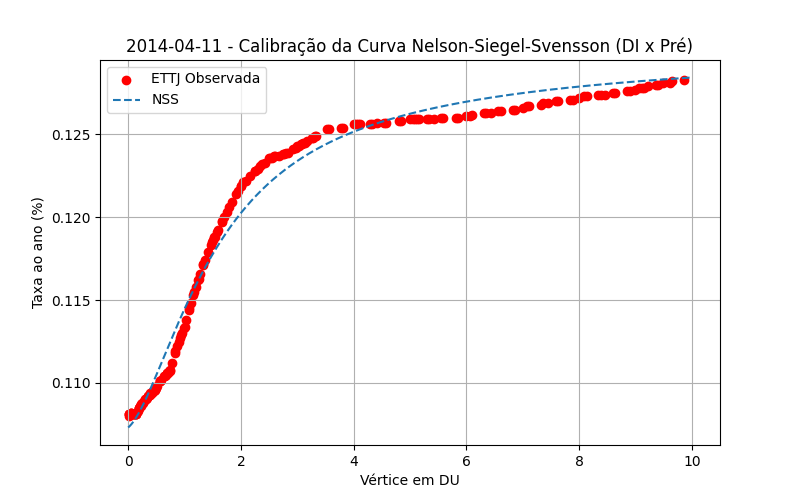 2014-04-11 - Calibração da Curva Nelson-Siegel-Svensson (DI x Pré)
ETTJ Observada
NSS
Taxa ao ano (%)
0.125
0.120
0.115
0.110
0 2 4 6 8 10
Vértice em DU